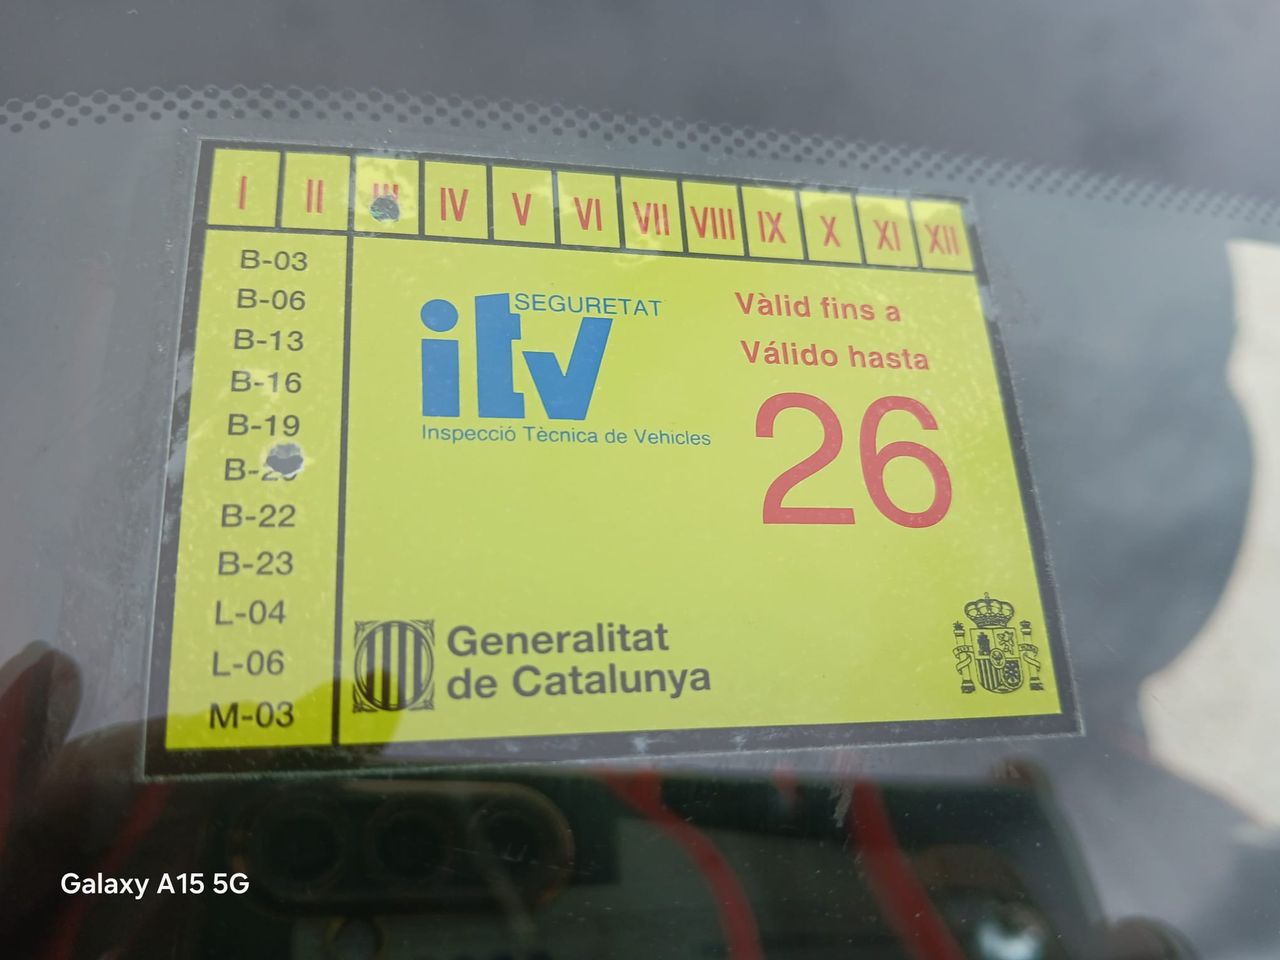 I II III IV V VI VII VIII IX X XI XII
B-03
B-06
B-13
B-16
B-19
B-22
B-23
L-04
L-06
M-03
SEGURETAT
itv
Inspecció Tècnica de Vehicles
Vàlid fins a
Válido hasta
26
Generalitat
de Catalunya
Galaxy A15 5G